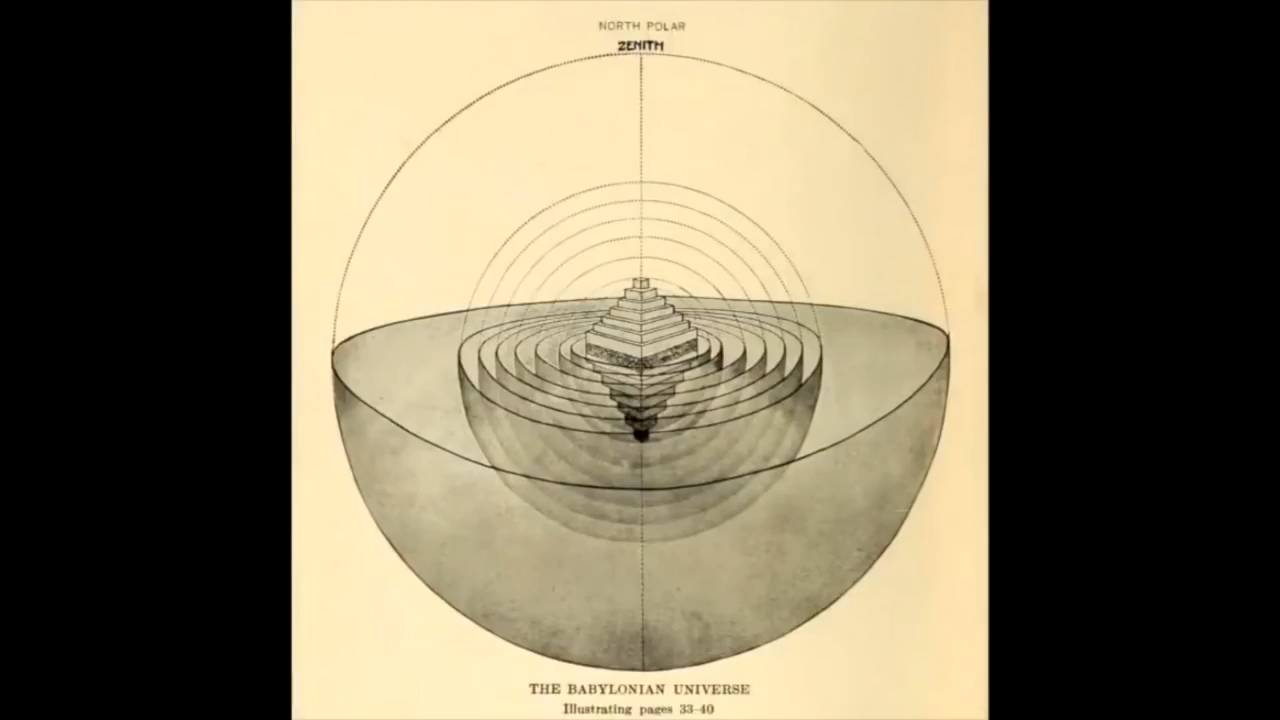 NORTH POLAR
ZENITH
THE BABYLONIAN UNIVERSE
Illustrating pages 33–40